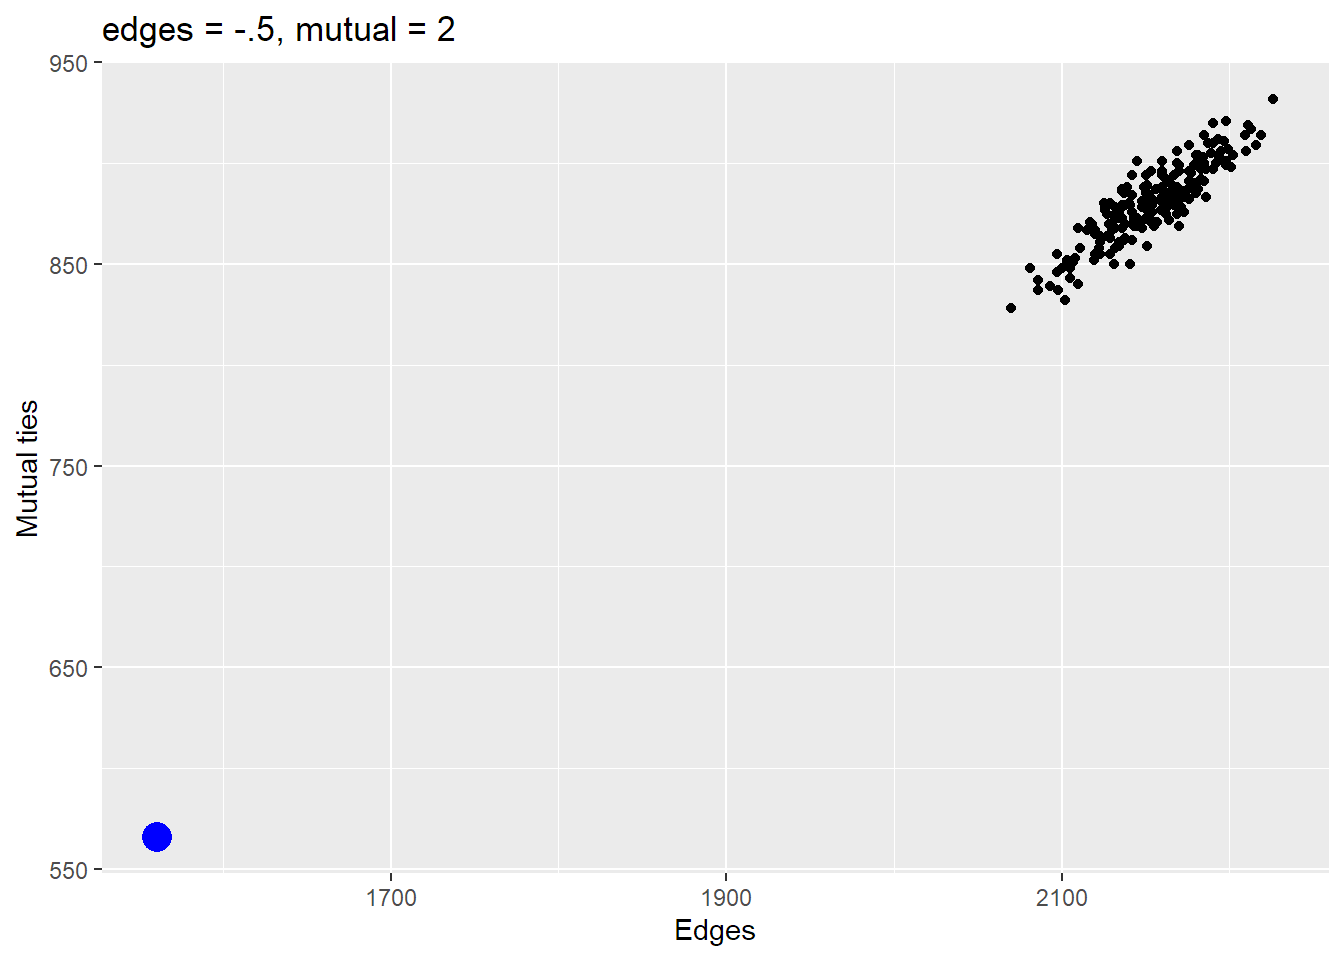 edges = -.5, mutual = 2
950
850
750
650
550
Mutual ties
1700 1900 2100
Edges